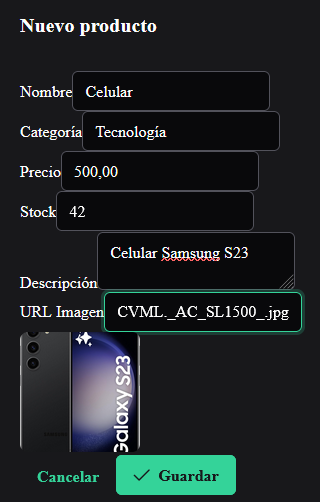 Nuevo producto
Nombre Celular
Categoría Tecnología
Precio 500,00
Stock 42
Descripción Celular Samsung S23
URL Imagen CVML._AC_SL1500_.jpg
Galaxy S23
Cancelar Guardar